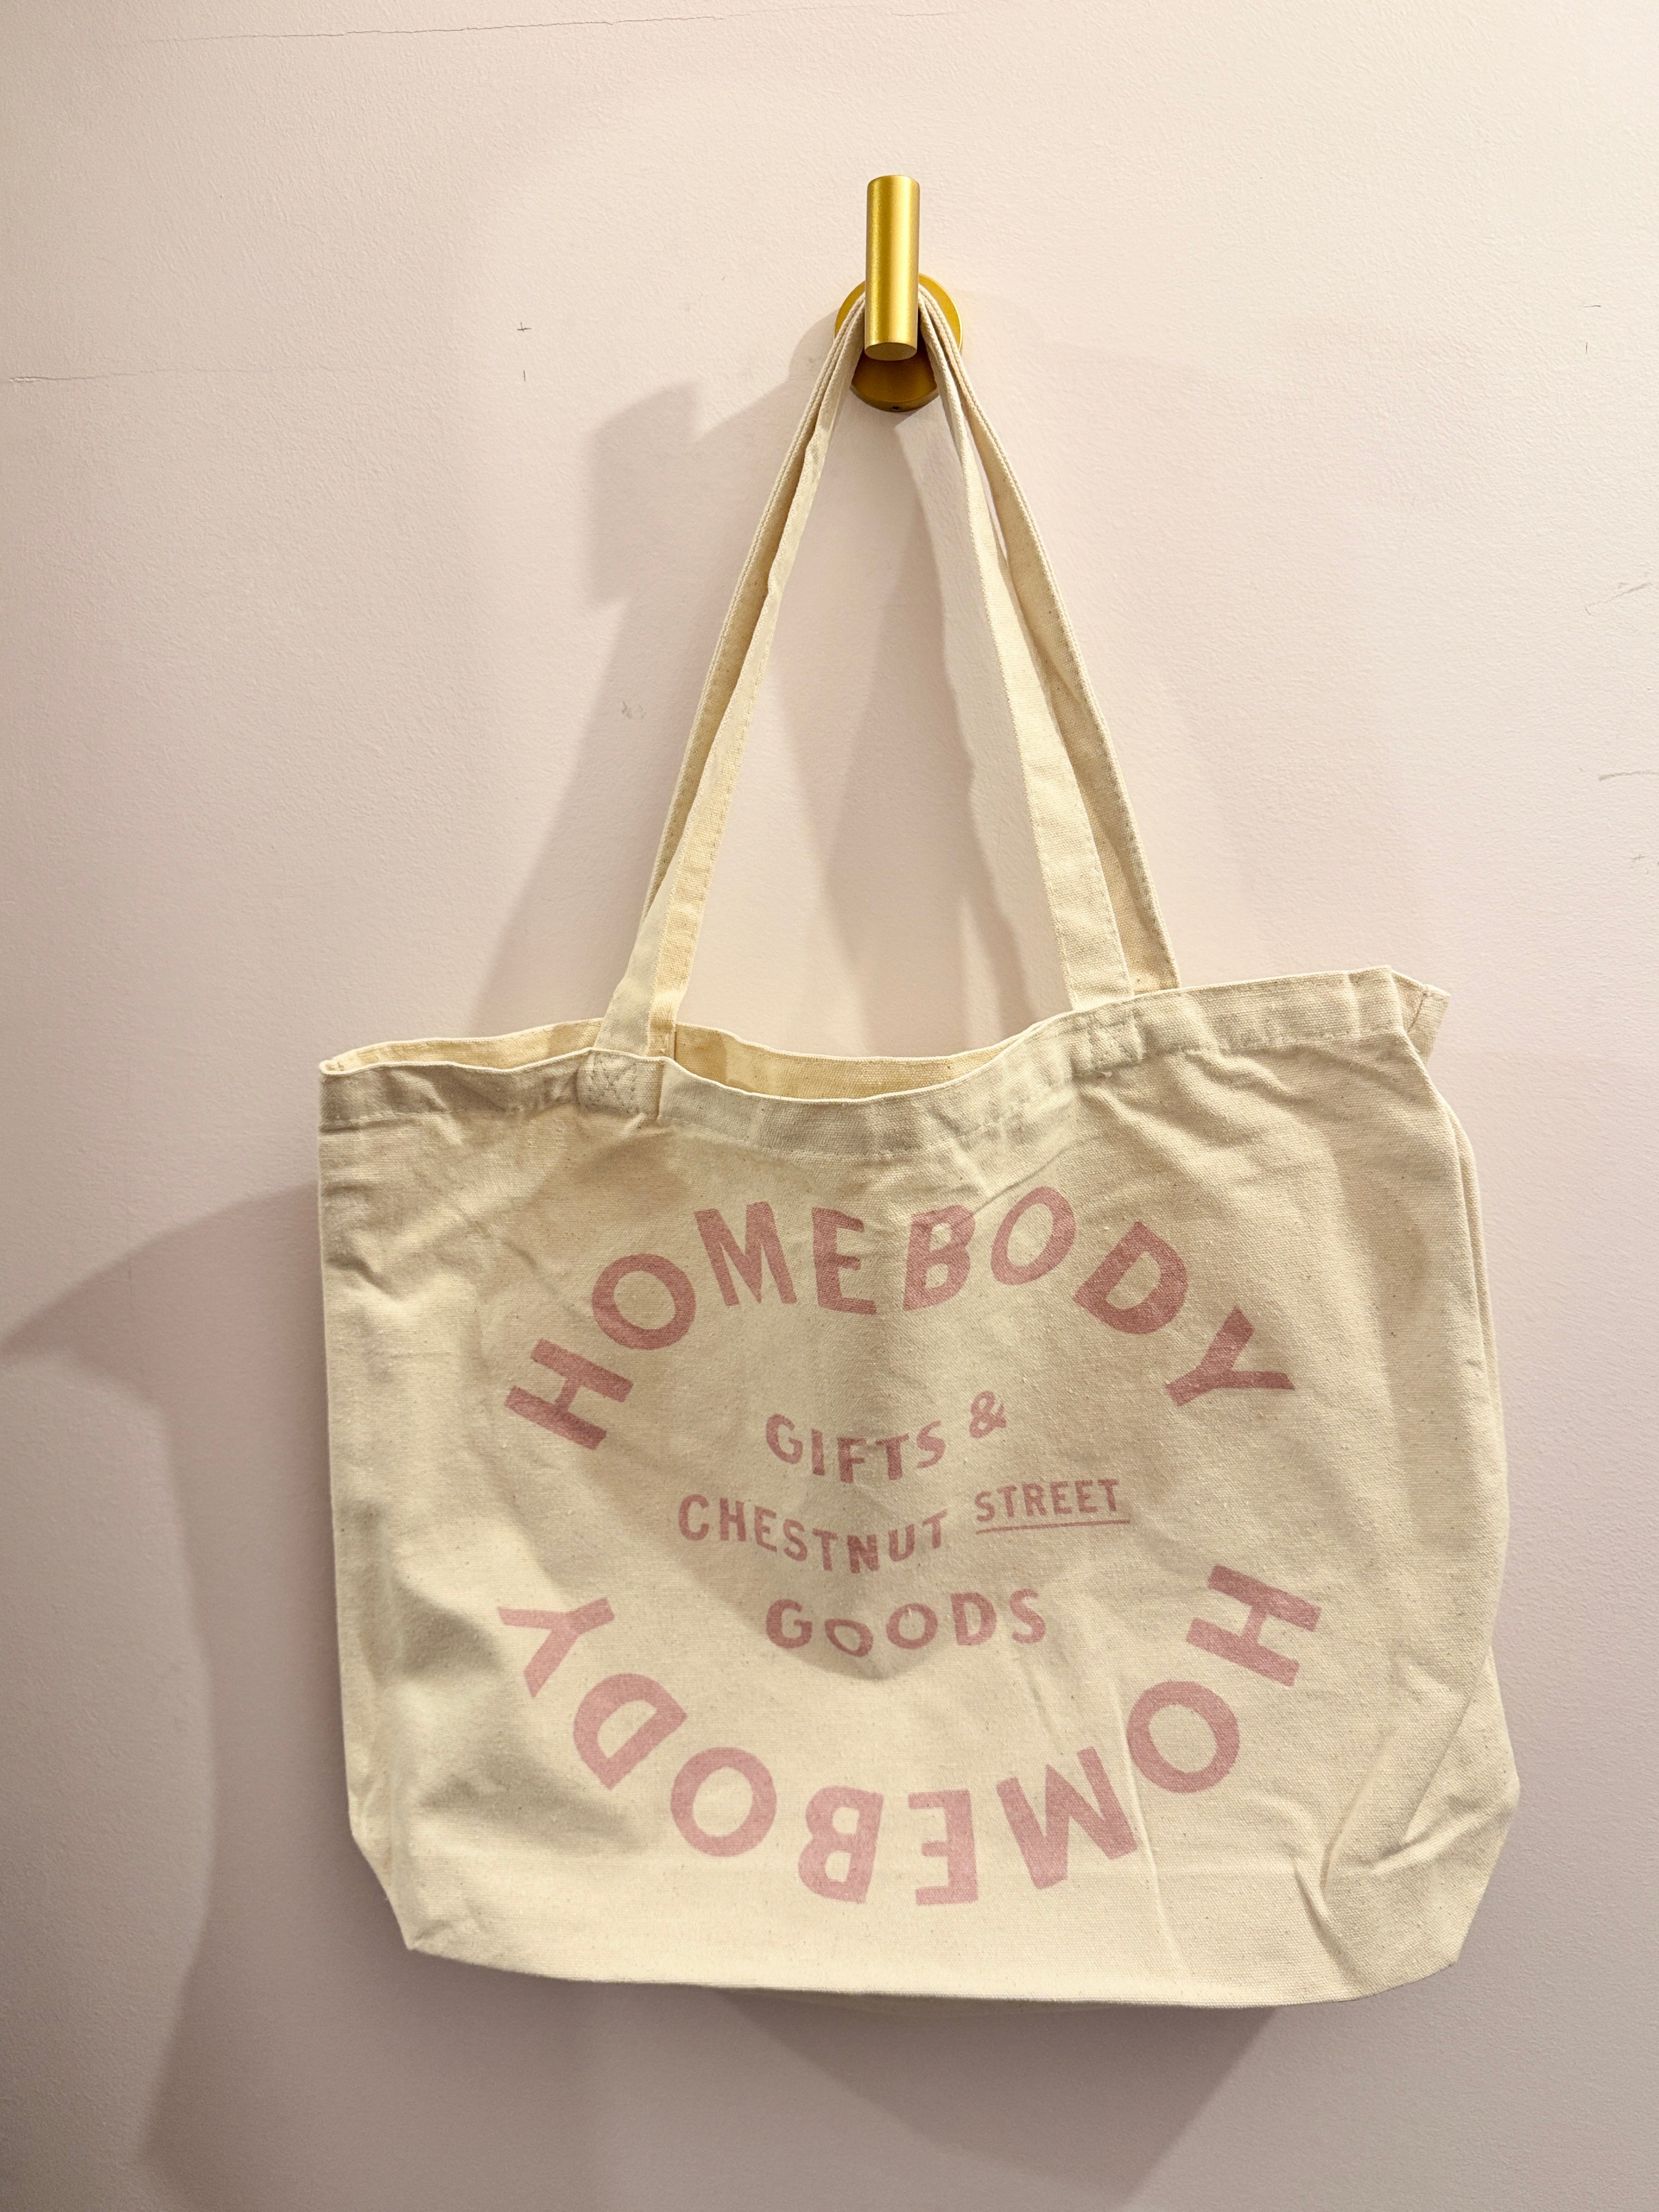 HOMEBODY
GIFTS &
CHESTNUT STREET
GOODS
HOMEBODY